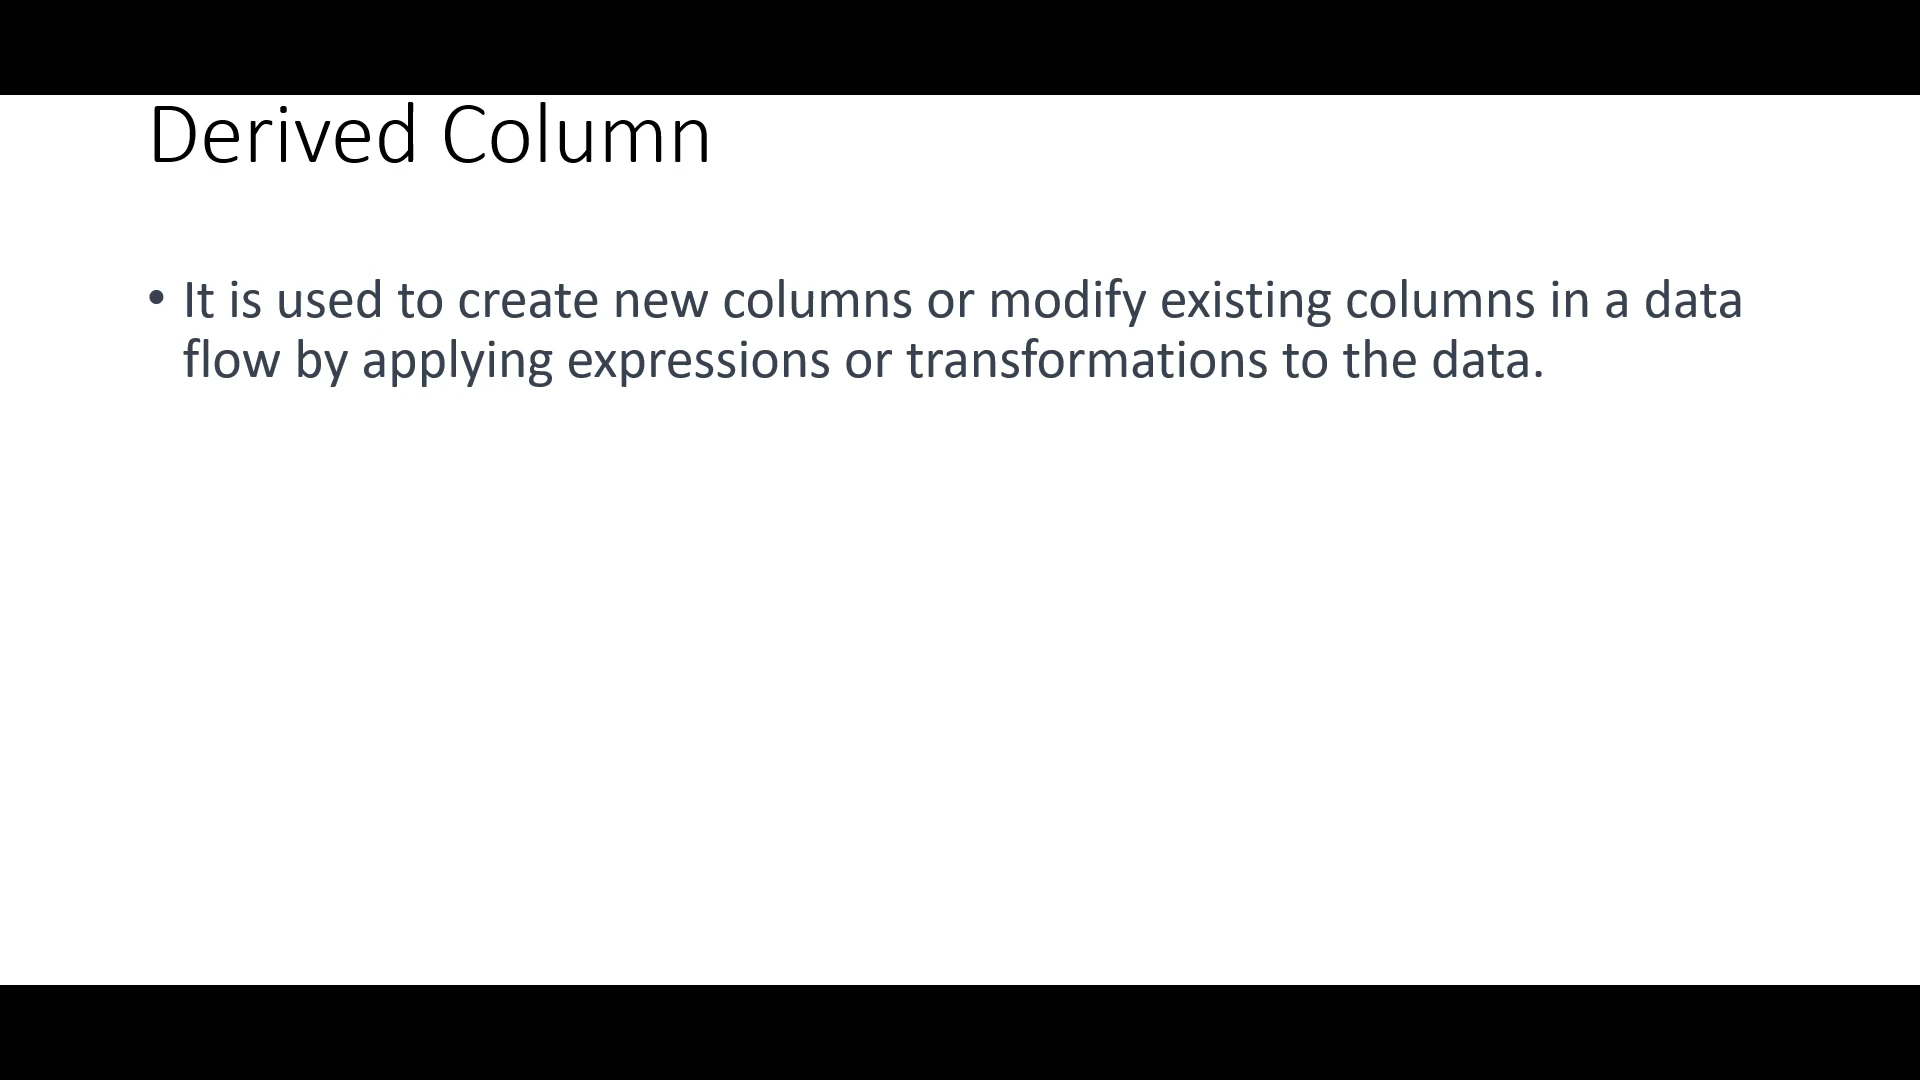 Derived Column
• It is used to create new columns or modify existing columns in a data
flow by applying expressions or transformations to the data.